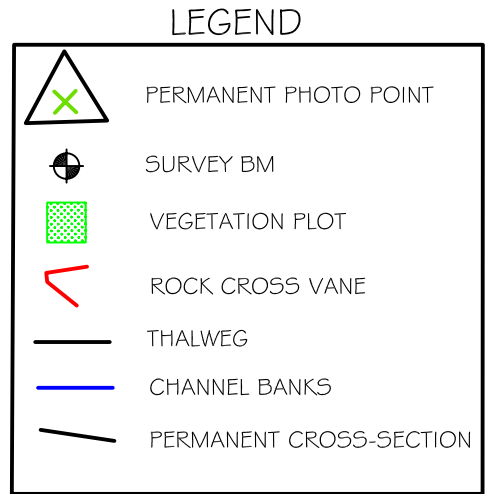 LEGEND
PERMANENT PHOTO POINT
SURVEY BM
VEGETATION PLOT
ROCK CROSS VANE
THALWEG
CHANNEL BANKS
PERMANENT CROSS-SECTION